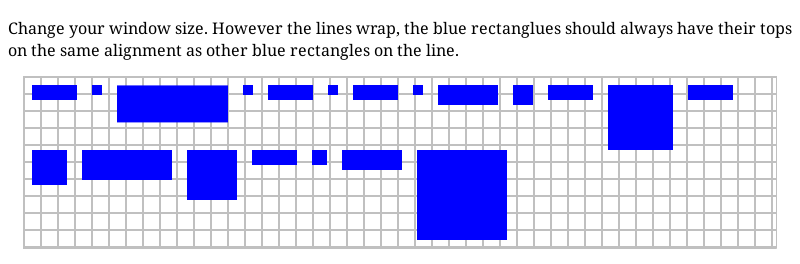 Change your window size. However the lines wrap, the blue rectanglues should always have their tops
on the same alignment as other blue rectangles on the line.